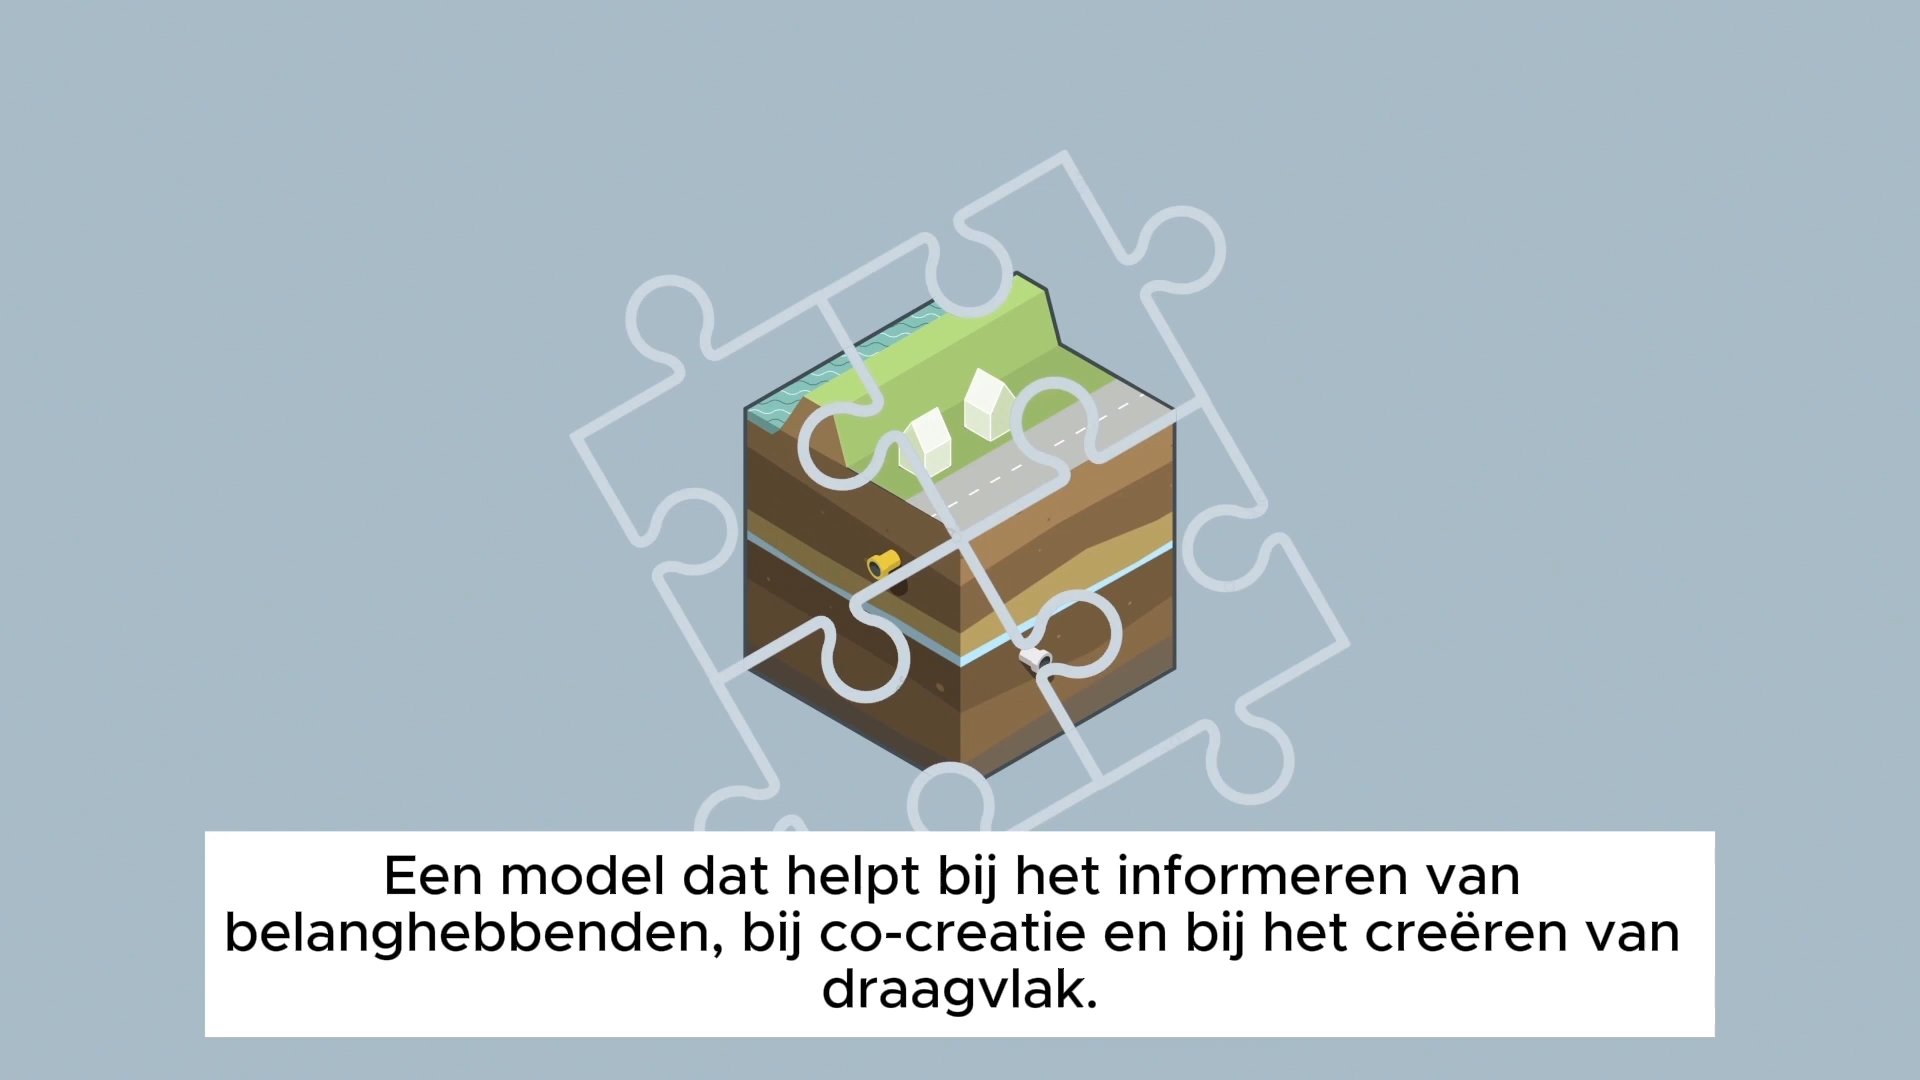 Een model dat helpt bij het informeren van
belanghebbenden, bij co-creatie en bij het creëren van
draagvlak.